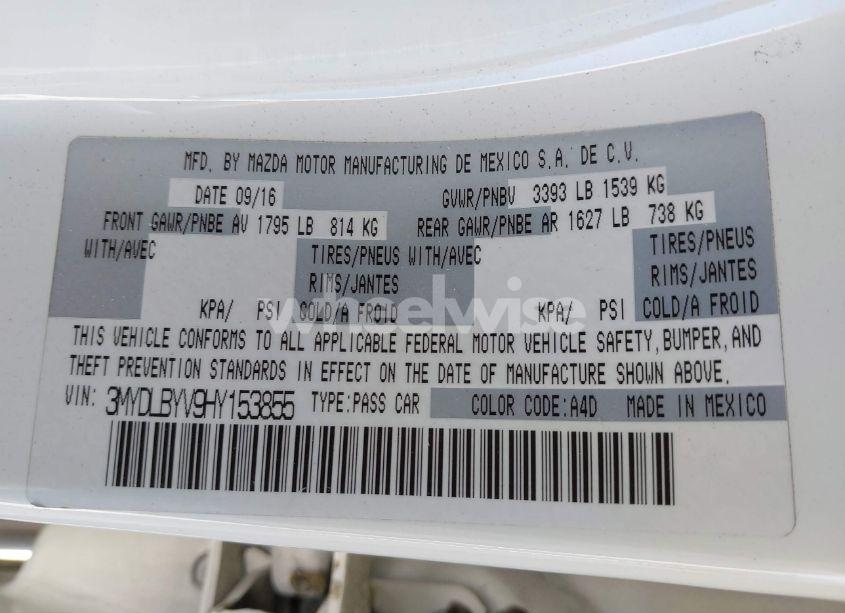 MFD. BY MAZDA MOTOR MANUFACTURING DE MEXICO S.A. DE C.V.
DATE 09/16 GVWR/PNBV 3393 LB 1539 KG
FRONT GAWR/PNBE AV 1795 LB 814 KG REAR GAWR/PNBE AR 1627 LB 738 KG
WITH/AVEC TIRES/PNEUS WITH/AVEC TIRES/PNEUS
RIMS/JANTES RIMS/JANTES
KPA/ PSI COLD/A FROID KPA/ PSI COLD/A FROID
wheelwise
THIS VEHICLE CONFORMS TO ALL APPLICABLE FEDERAL MOTOR VEHICLE SAFETY, BUMPER, AND
THEFT PREVENTION STANDARDS IN EFFECT ON THE DATE OF MANUFACTURE SHOWN ABOVE.
VIN: 3MYDLBYV9HY153855 TYPE:PASS CAR COLOR CODE:A4D MADE IN MEXICO